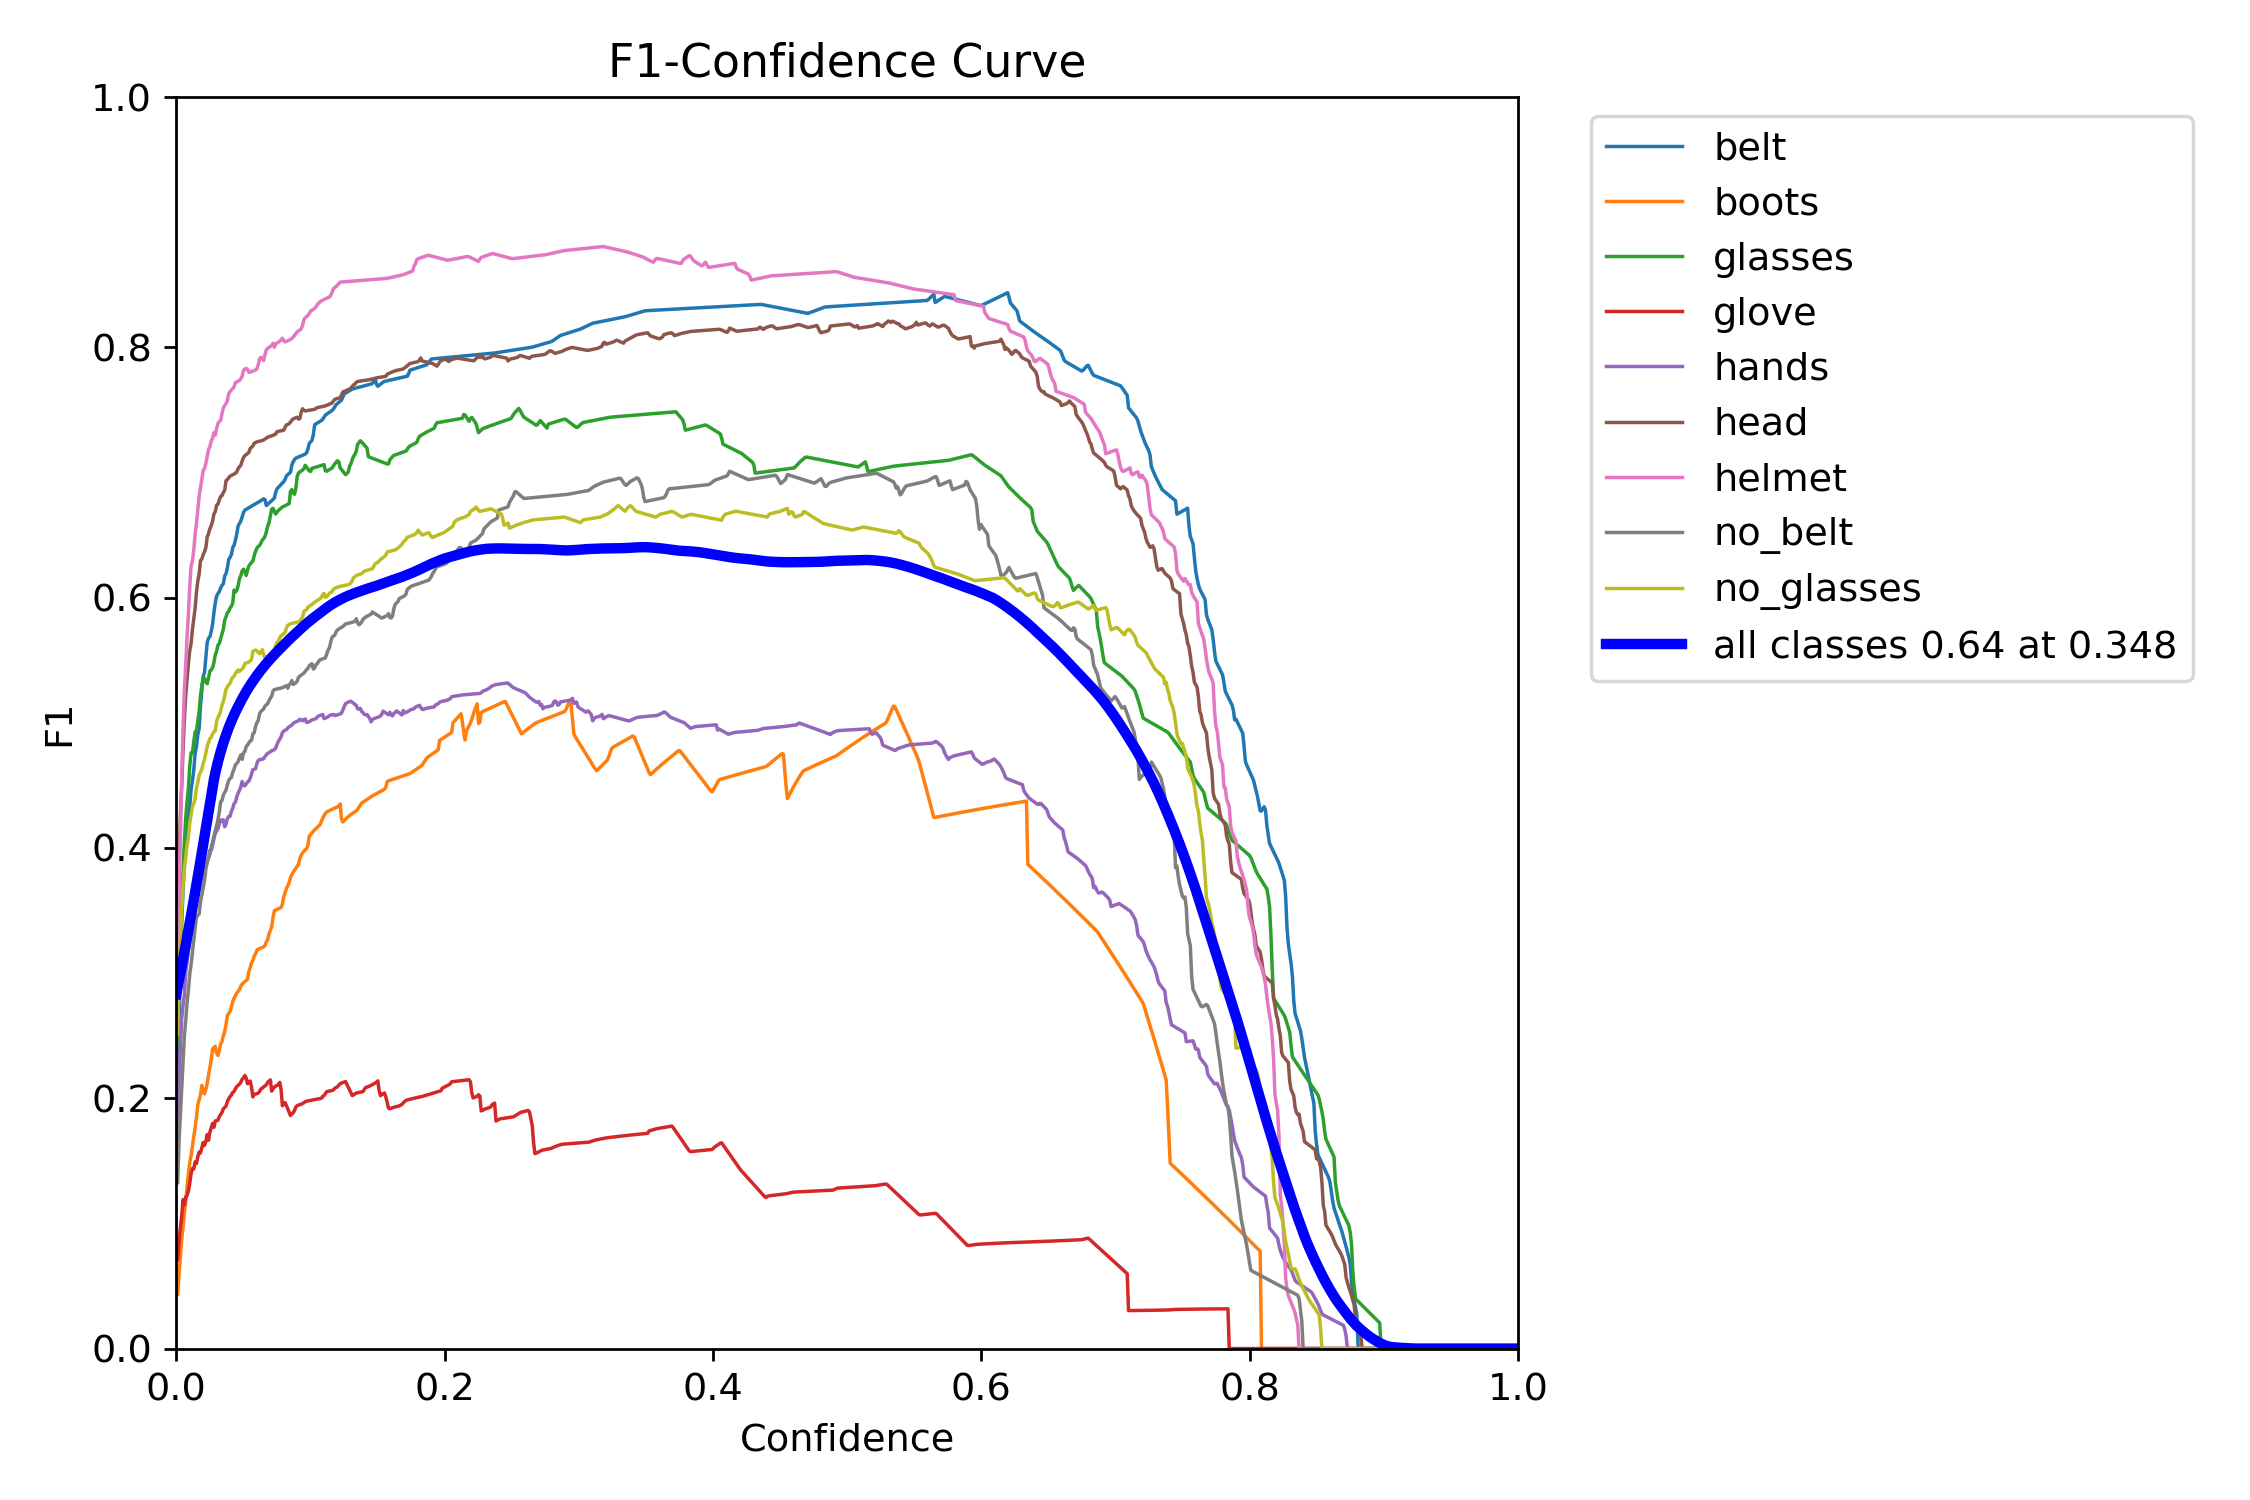 F1-Confidence Curve
1.0
0.8
0.6
0.4
0.2
0.0
F1
0.0 0.2 0.4 0.6 0.8 1.0
Confidence
belt
boots
glasses
glove
hands
head
helmet
no_belt
no_glasses
all classes 0.64 at 0.348